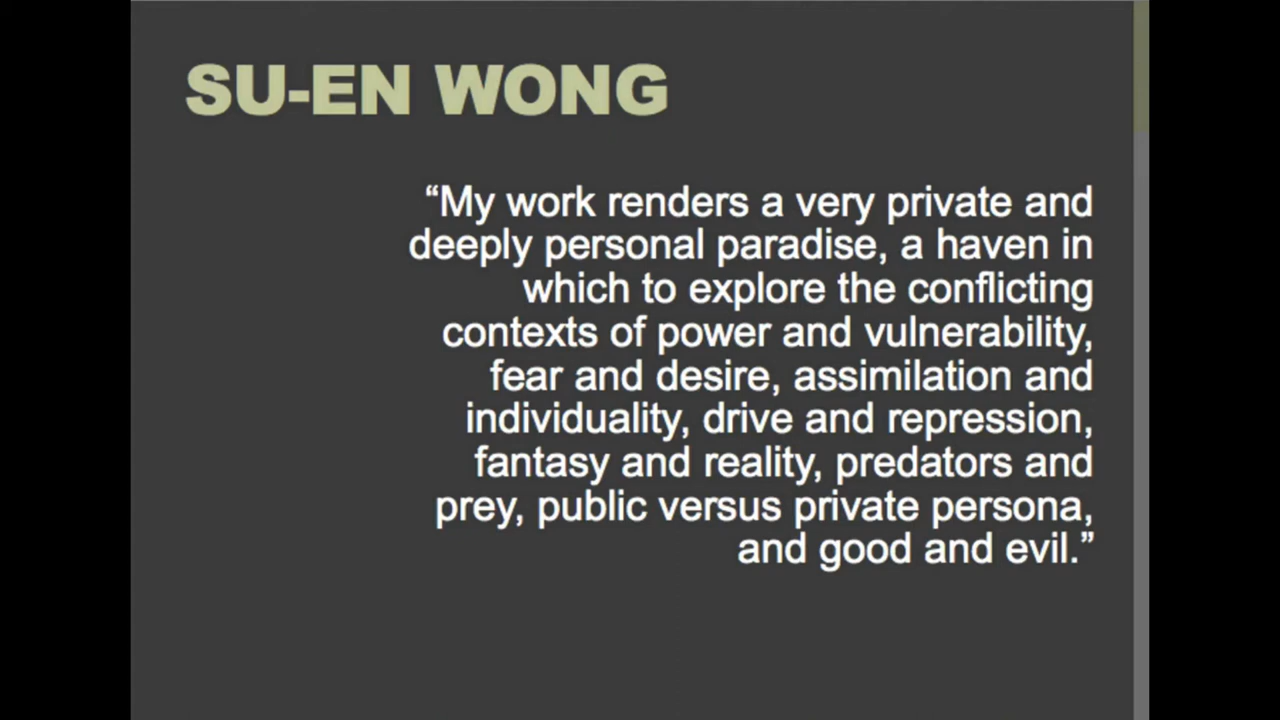 SU-EN WONG
“My work renders a very private and
deeply personal paradise, a haven in
which to explore the conflicting
contexts of power and vulnerability,
fear and desire, assimilation and
individuality, drive and repression,
fantasy and reality, predators and
prey, public versus private persona,
and good and evil.”